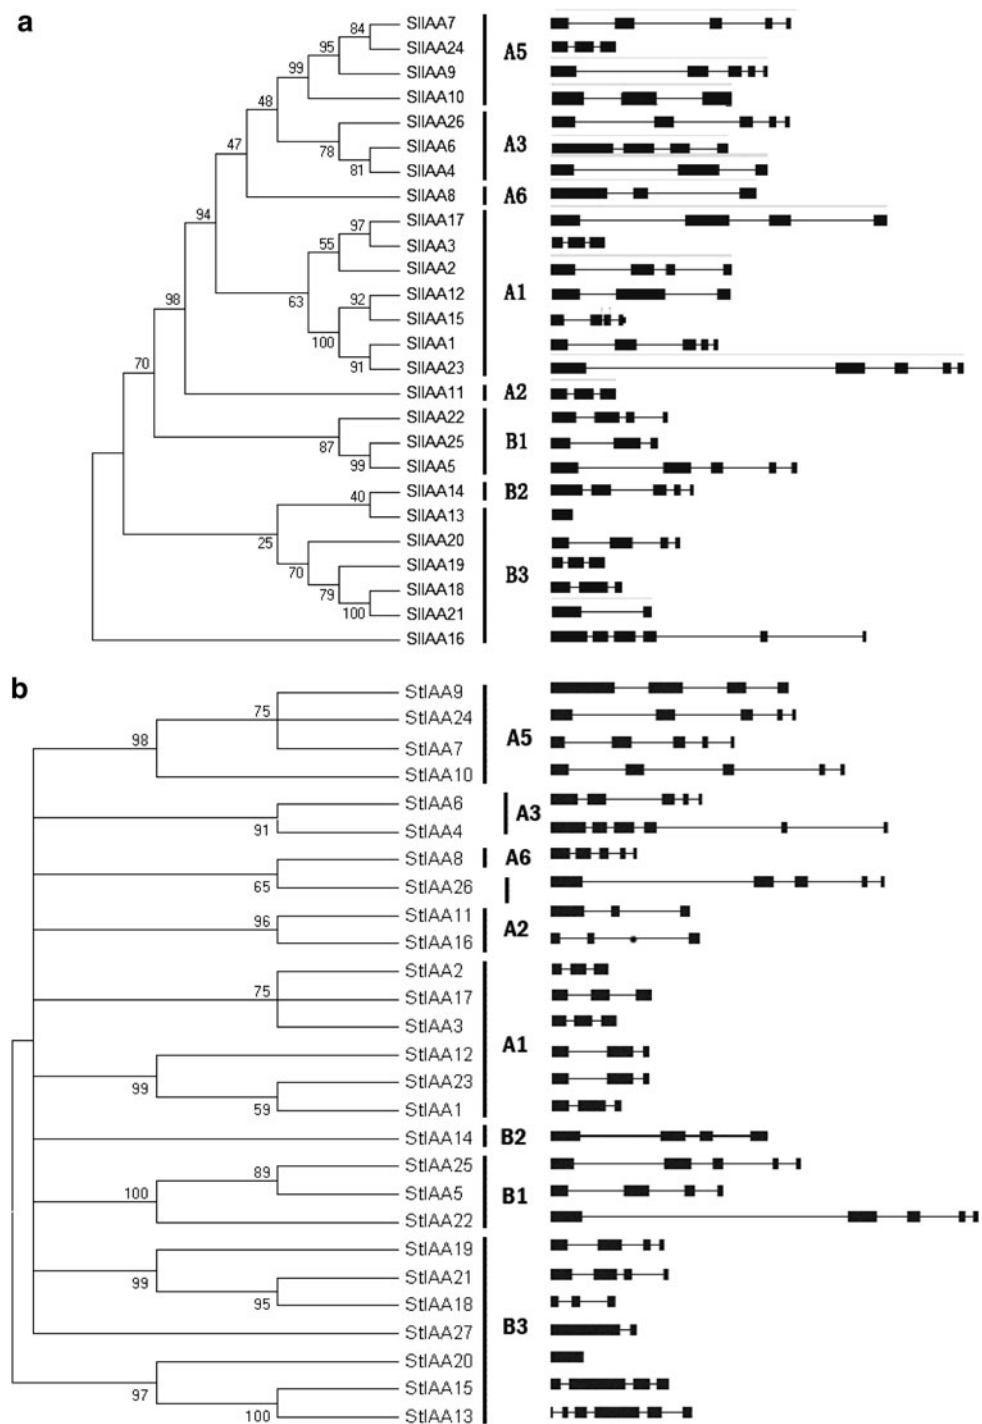 a
SlIAA7
84
SlIAA24
95
A5
SlIAA9
99
SlIAA10
48
SlIAA26
A3
SlIAA6
47
78
SlIAA4
81
SlIAA8
A6
94
SlIAA17
97
SlIAA3
55
SlIAA2
A1
SlIAA12
98
63
92
SlIAA15
100
SlIAA1
70
91
SlIAA23
SlIAA11
A2
SlIAA22
B1
87
SlIAA25
99
SlIAA5
40
SlIAA14
B2
SlIAA13
25
SlIAA20
70
SlIAA19
B3
79
SlIAA18
100
SlIAA21
SlIAA16
b
StIAA9
75
StIAA24
98
A5
StIAA7
StIAA10
StIAA6
A3
91
StIAA4
StIAA8
A6
65
StIAA26
96
StIAA11
A2
StIAA16
StIAA2
75
StIAA17
StIAA3
A1
StIAA12
99
StIAA23
59
StIAA1
StIAA14
B2
StIAA25
89
100
StIAA5
B1
StIAA22
StIAA19
99
StIAA21
95
StIAA18
B3
StIAA27
StIAA20
97
StIAA15
100
StIAA13